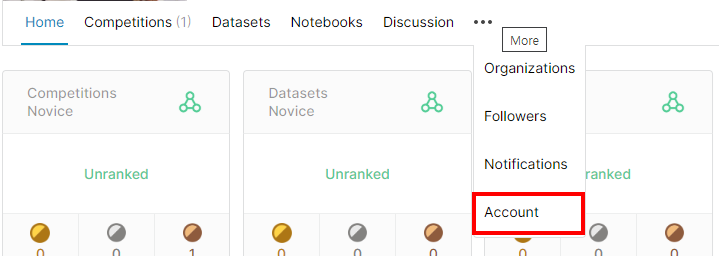 Home Competitions (1) Datasets Notebooks Discussion •••
More
Organizations
Followers
Notifications
Account
Competitions
Novice
Unranked
0 0 1
Datasets
Novice
Unranked
0 0 0
nranked
0 0 0